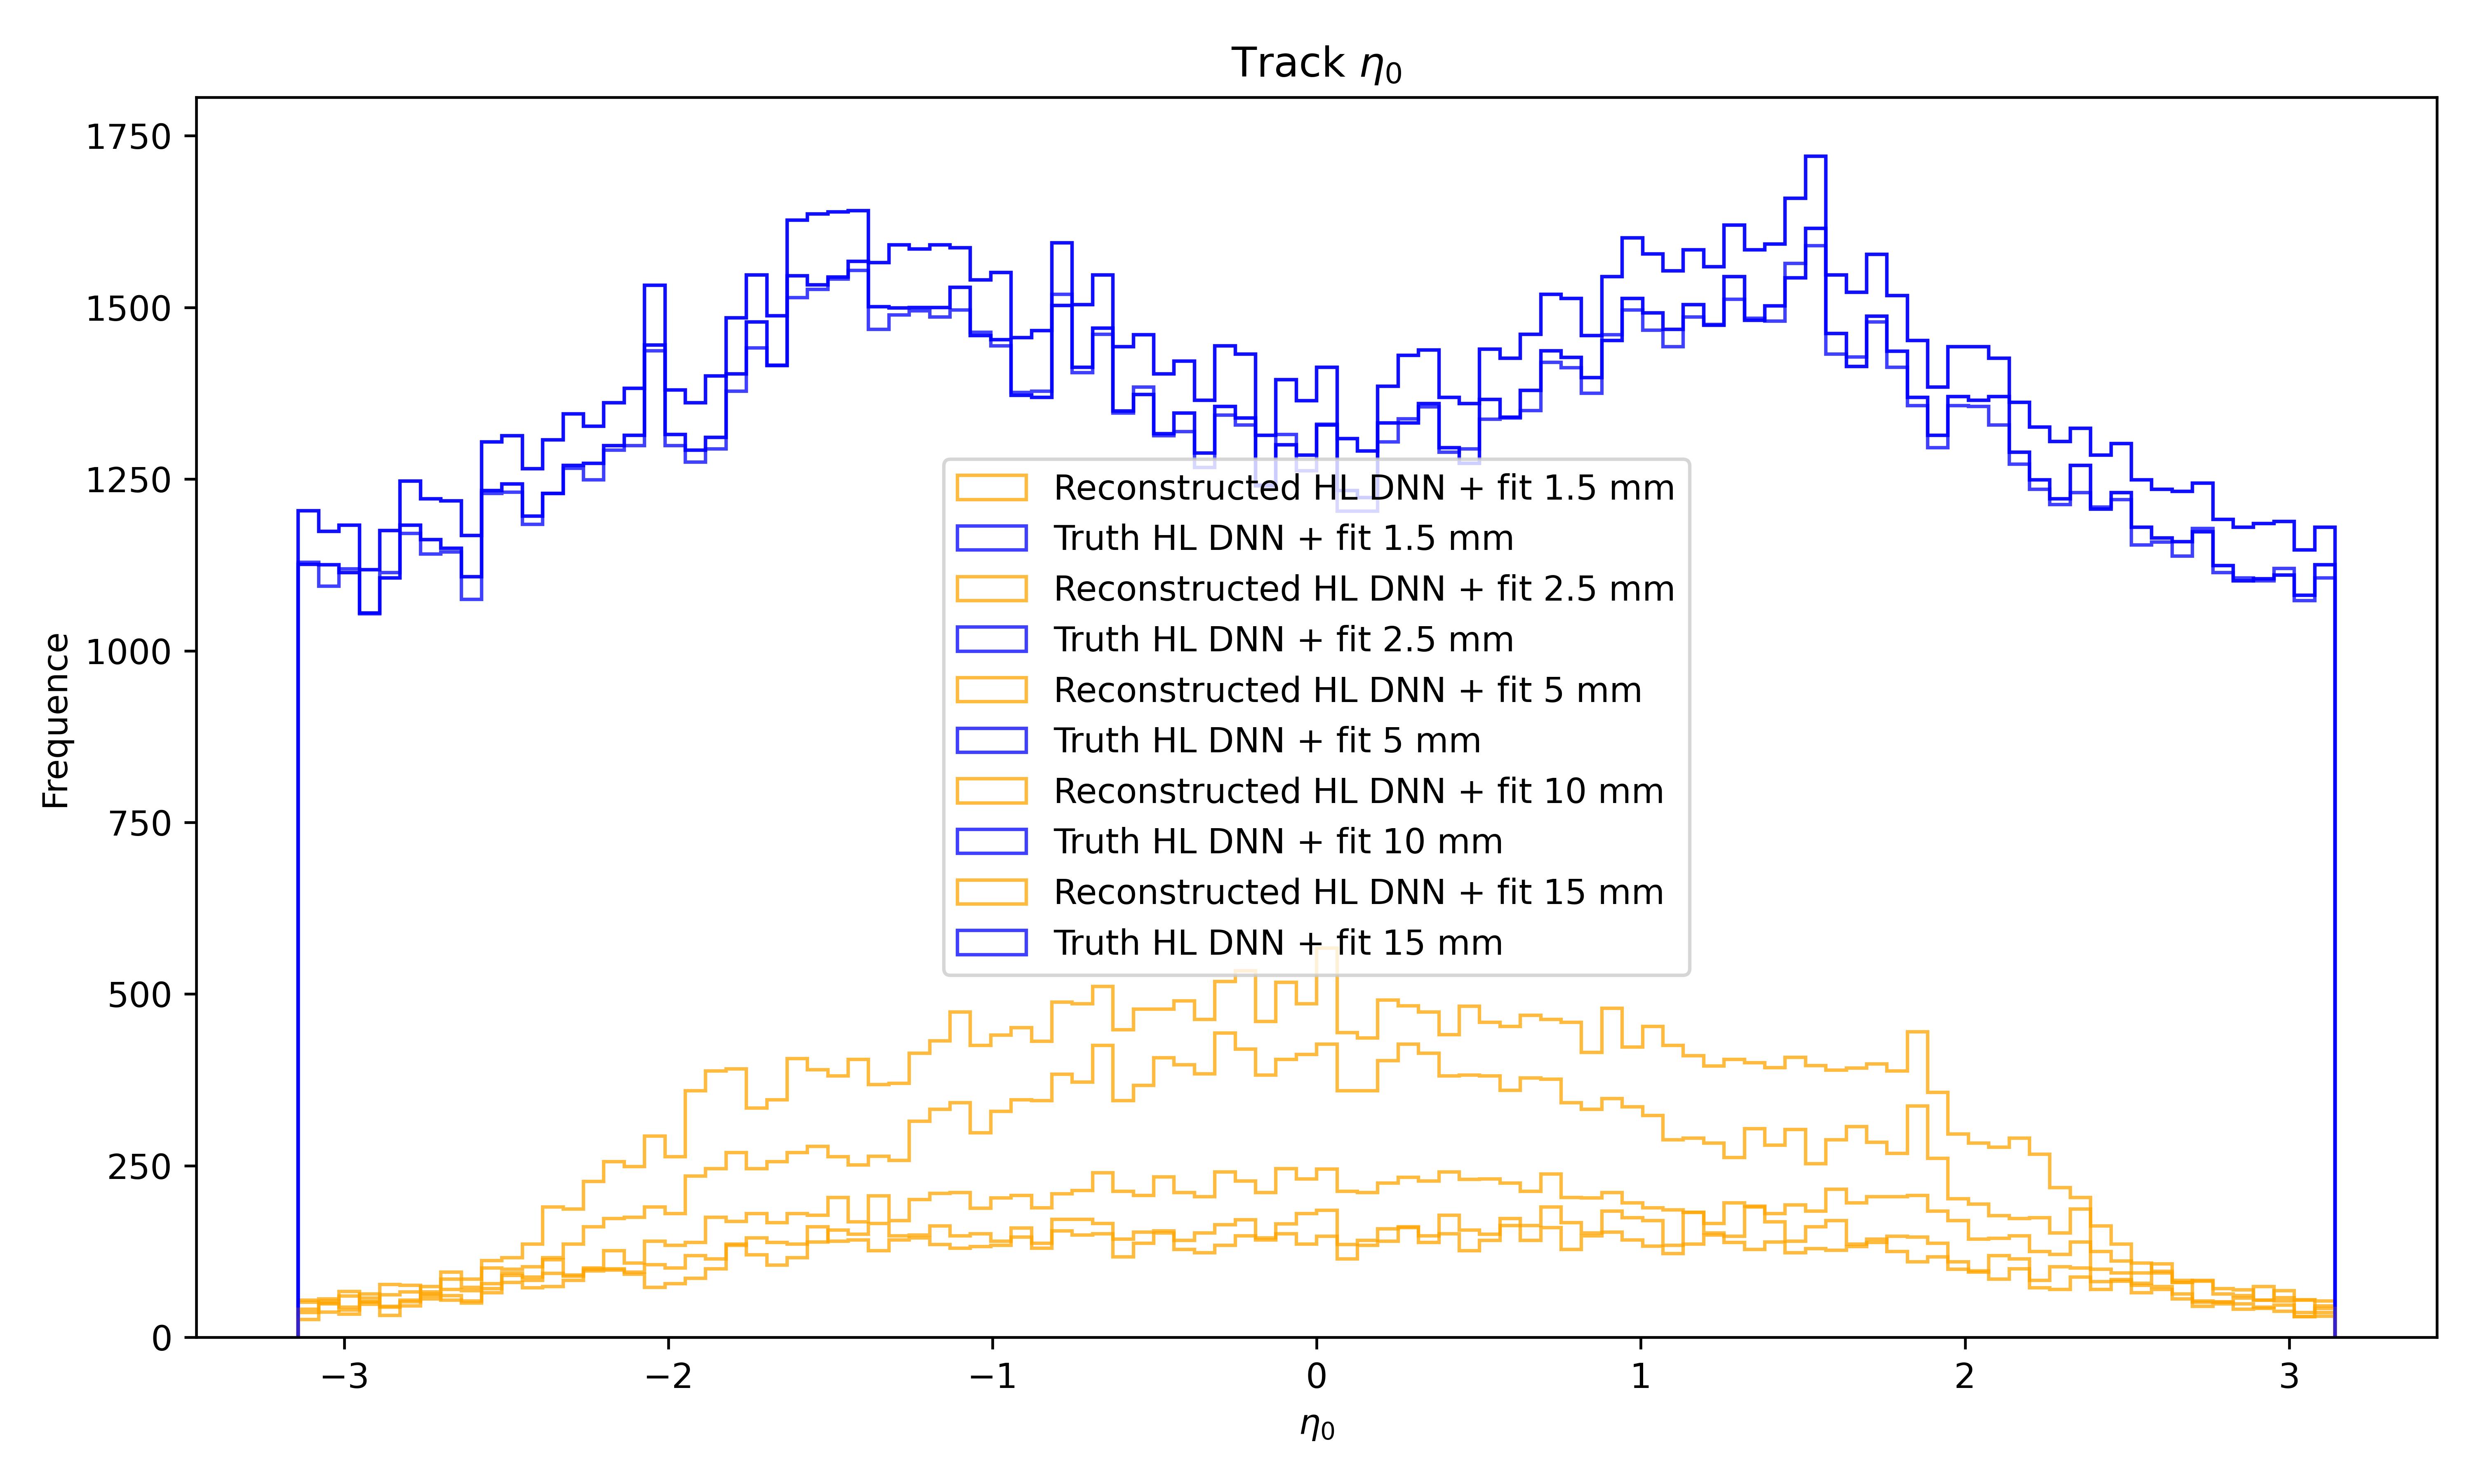 Track η0
1750
1500
1250
1000
750
500
250
0
Frequence
Reconstructed HL DNN + fit 1.5 mm
Truth HL DNN + fit 1.5 mm
Reconstructed HL DNN + fit 2.5 mm
Truth HL DNN + fit 2.5 mm
Reconstructed HL DNN + fit 5 mm
Truth HL DNN + fit 5 mm
Reconstructed HL DNN + fit 10 mm
Truth HL DNN + fit 10 mm
Reconstructed HL DNN + fit 15 mm
Truth HL DNN + fit 15 mm
−3 −2 −1 0 1 2 3
η0